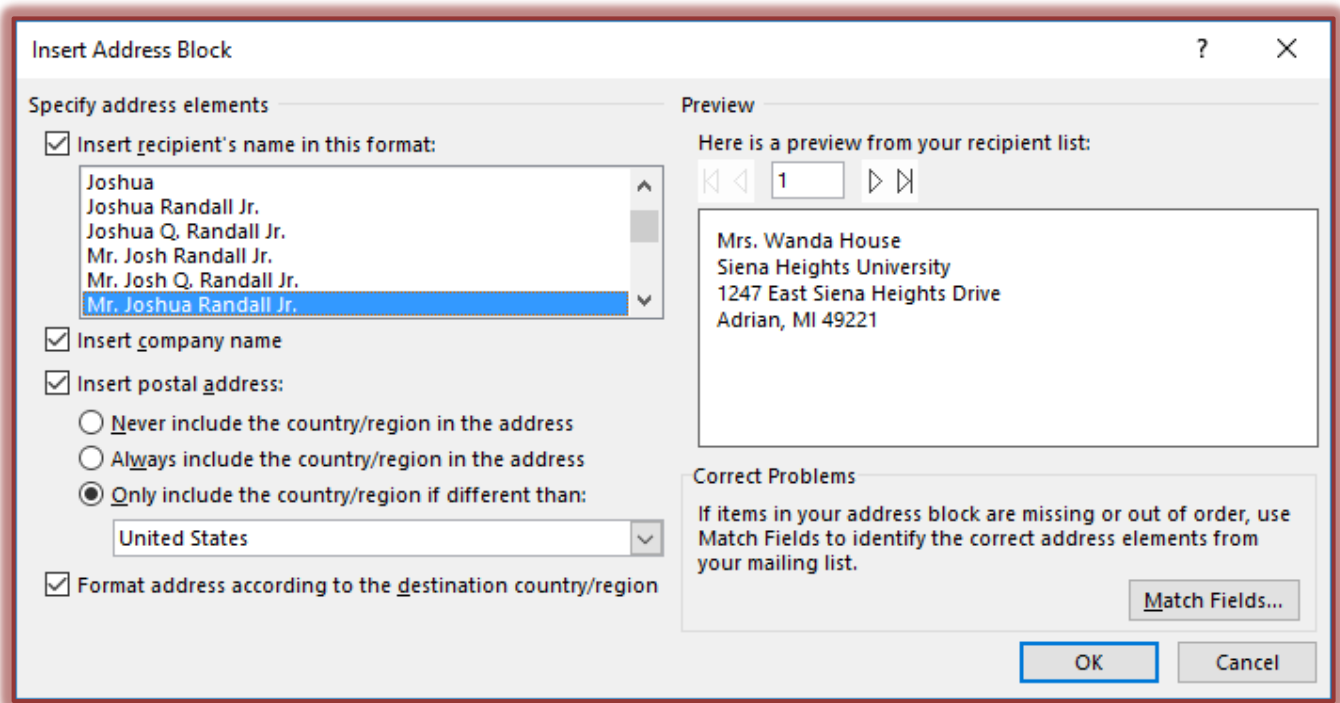 Insert Address Block
Specify address elements
Insert recipient's name in this format:
Joshua
Joshua Randall Jr.
Joshua Q. Randall Jr.
Mr. Josh Randall Jr.
Mr. Josh Q. Randall Jr.
Mr. Joshua Randall Jr.
Insert company name
Insert postal address:
Never include the country/region in the address
Always include the country/region in the address
Only include the country/region if different than:
United States
Format address according to the destination country/region
Preview
Here is a preview from your recipient list:
1
Mrs. Wanda House
Siena Heights University
1247 East Siena Heights Drive
Adrian, MI 49221
Correct Problems
If items in your address block are missing or out of order, use
Match Fields to identify the correct address elements from
your mailing list.
Match Fields...
OK
Cancel